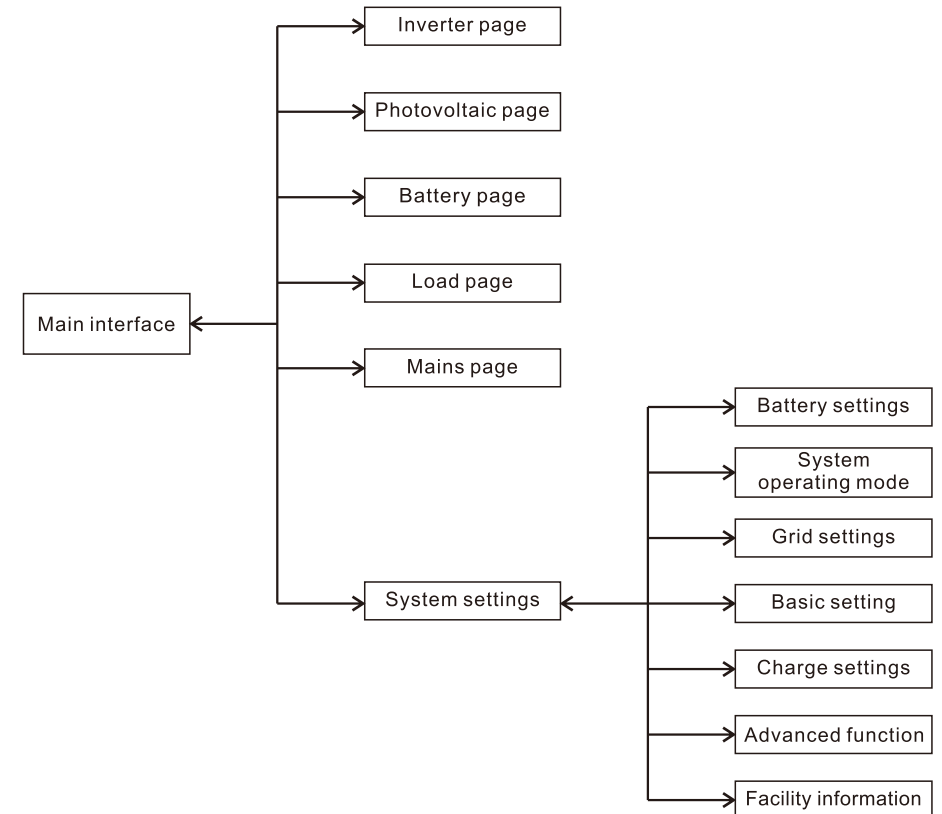 Inverter page
Photovoltaic page
Battery page
Load page
Main interface
Mains page
Battery settings
System
operating mode
Grid settings
System settings
Basic setting
Charge settings
Advanced function
Facility information